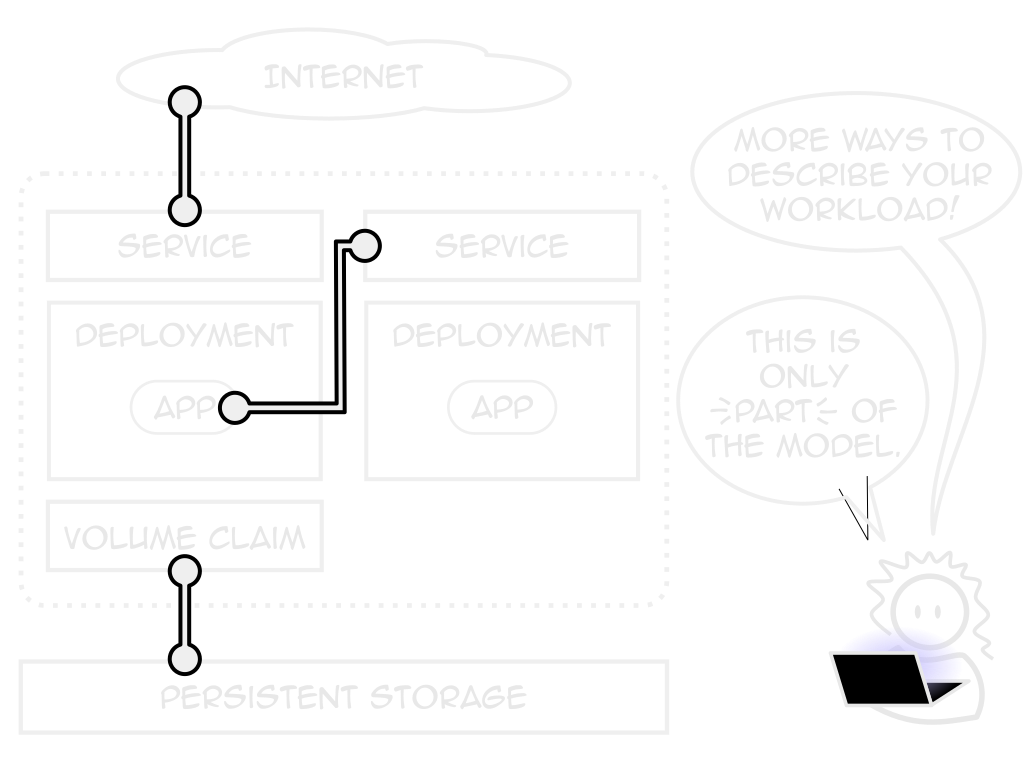 INTERNET
MORE WAYS TO
DESCRIBE YOUR
WORKLOAD!
SERVICE
SERVICE
DEPLOYMENT
DEPLOYMENT
APP
APP
THIS IS
ONLY
PART OF
THE MODEL.
VOLUME CLAIM
PERSISTENT STORAGE